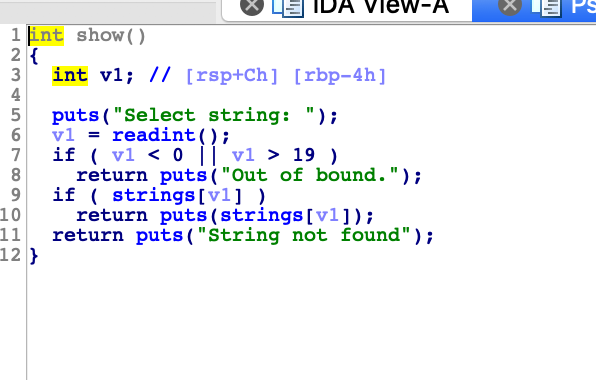 IDA View-A Ps
1 int show()
2 {
3 int v1; // [rsp+Ch] [rbp-4h]
4
5 puts("Select string: ");
6 v1 = readint();
7 if ( v1 < 0 || v1 > 19 )
8 return puts("Out of bound.");
9 if ( strings[v1] )
10 return puts(strings[v1]);
11 return puts("String not found");
12 }